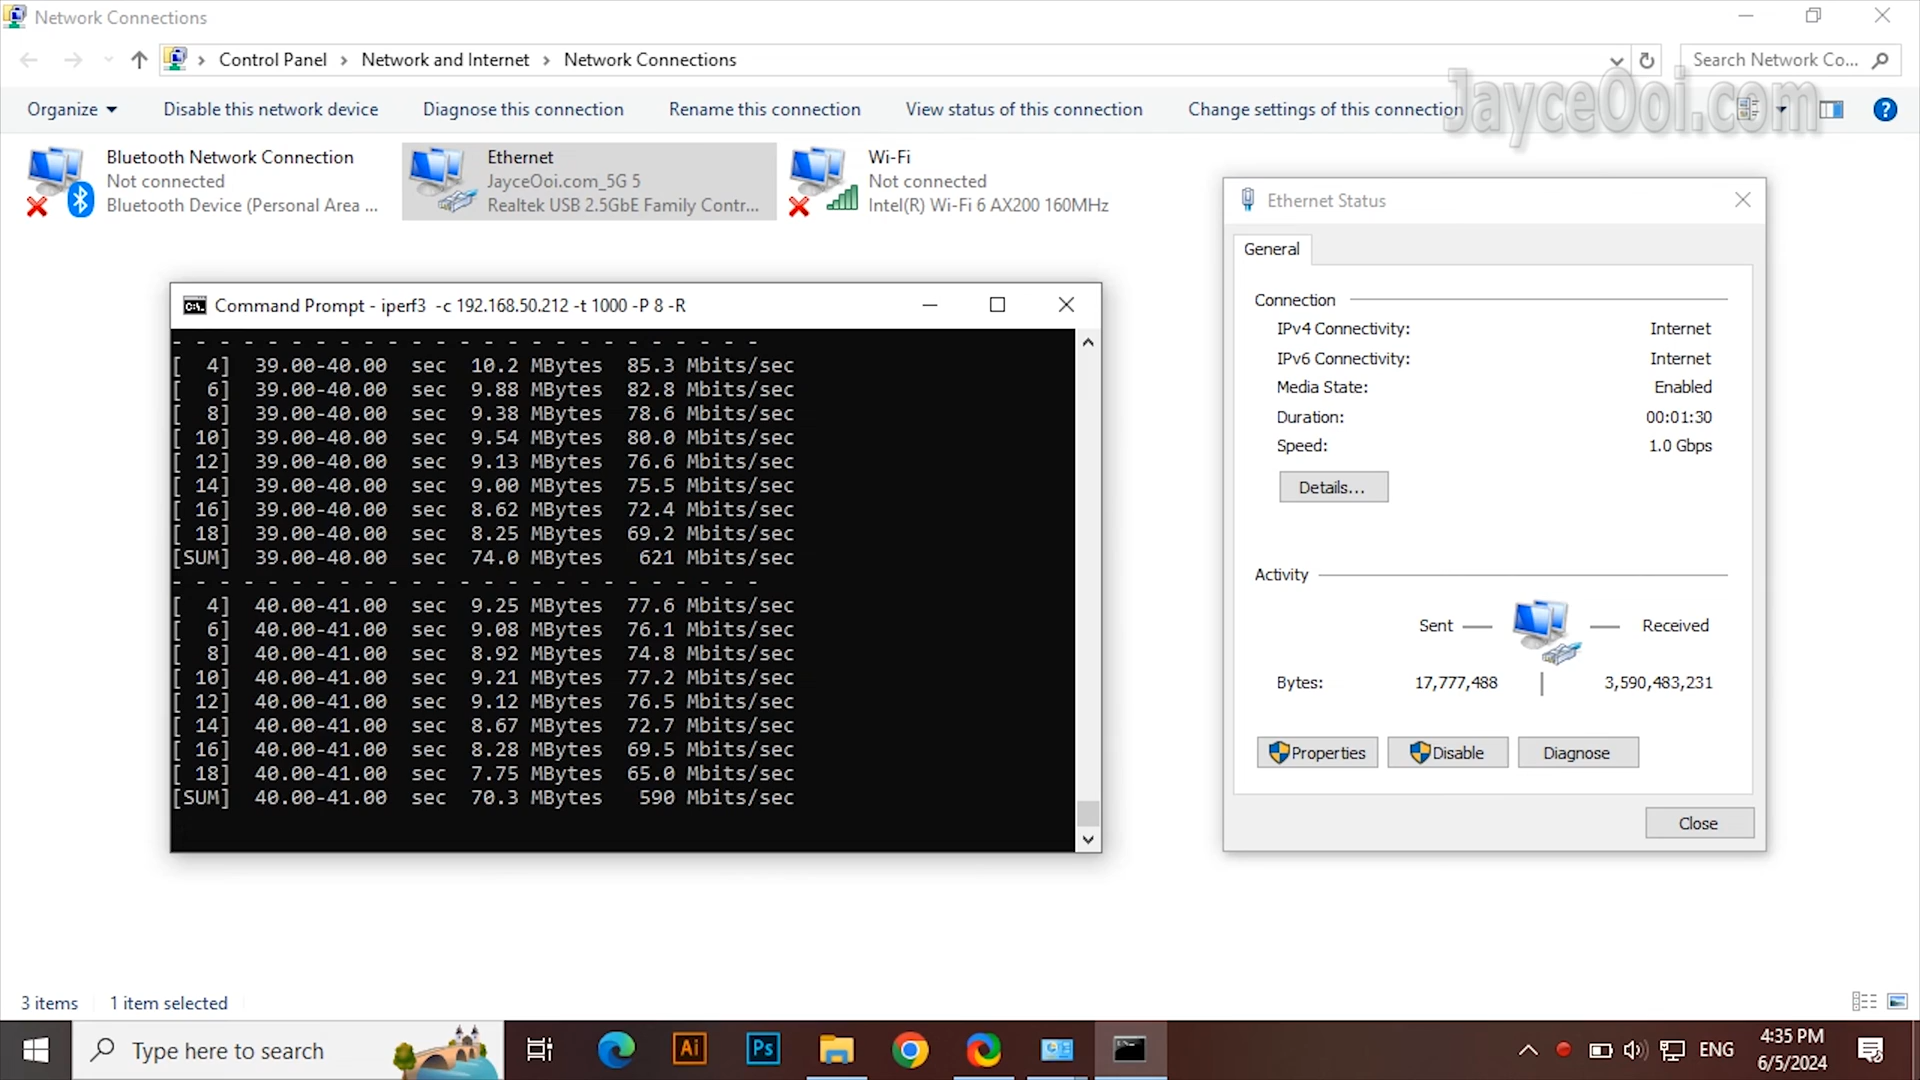 Network Connections
Control Panel › Network and Internet › Network Connections
Search Network Co...
Organize
Disable this network device
Diagnose this connection
Rename this connection
View status of this connection
Change settings of this connection
JayceOoi.com
Bluetooth Network Connection
Not connected
Bluetooth Device (Personal Area ...
Ethernet
JayceOoi.com_5G 5
Realtek USB 2.5GbE Family Contr...
Wi-Fi
Not connected
Intel(R) Wi-Fi 6 AX200 160MHz
Command Prompt - iperf3 -c 192.168.50.212 -t 1000 -P 8 -R
- - - - - - - - - - - - - - - - - - - - - - - - -
[  4]  39.00-40.00  sec  10.2 MBytes  85.3 Mbits/sec
[  6]  39.00-40.00  sec  9.88 MBytes  82.8 Mbits/sec
[  8]  39.00-40.00  sec  9.38 MBytes  78.6 Mbits/sec
[ 10]  39.00-40.00  sec  9.54 MBytes  80.0 Mbits/sec
[ 12]  39.00-40.00  sec  9.13 MBytes  76.6 Mbits/sec
[ 14]  39.00-40.00  sec  9.00 MBytes  75.5 Mbits/sec
[ 16]  39.00-40.00  sec  8.62 MBytes  72.4 Mbits/sec
[ 18]  39.00-40.00  sec  8.25 MBytes  69.2 Mbits/sec
[SUM]  39.00-40.00  sec  74.0 MBytes   621 Mbits/sec
- - - - - - - - - - - - - - - - - - - - - - - - -
[  4]  40.00-41.00  sec  9.25 MBytes  77.6 Mbits/sec
[  6]  40.00-41.00  sec  9.08 MBytes  76.1 Mbits/sec
[  8]  40.00-41.00  sec  8.92 MBytes  74.8 Mbits/sec
[ 10]  40.00-41.00  sec  9.21 MBytes  77.2 Mbits/sec
[ 12]  40.00-41.00  sec  9.12 MBytes  76.5 Mbits/sec
[ 14]  40.00-41.00  sec  8.67 MBytes  72.7 Mbits/sec
[ 16]  40.00-41.00  sec  8.28 MBytes  69.5 Mbits/sec
[ 18]  40.00-41.00  sec  7.75 MBytes  65.0 Mbits/sec
[SUM]  40.00-41.00  sec  70.3 MBytes   590 Mbits/sec
Ethernet Status
General
Connection
IPv4 Connectivity: Internet
IPv6 Connectivity: Internet
Media State: Enabled
Duration: 00:01:30
Speed: 1.0 Gbps
Details...
Activity
Sent — Received
Bytes: 17,777,488 | 3,590,483,231
Properties
Disable
Diagnose
Close
3 items
1 item selected
Type here to search
Ai
Ps
ENG
4:35 PM
6/5/2024